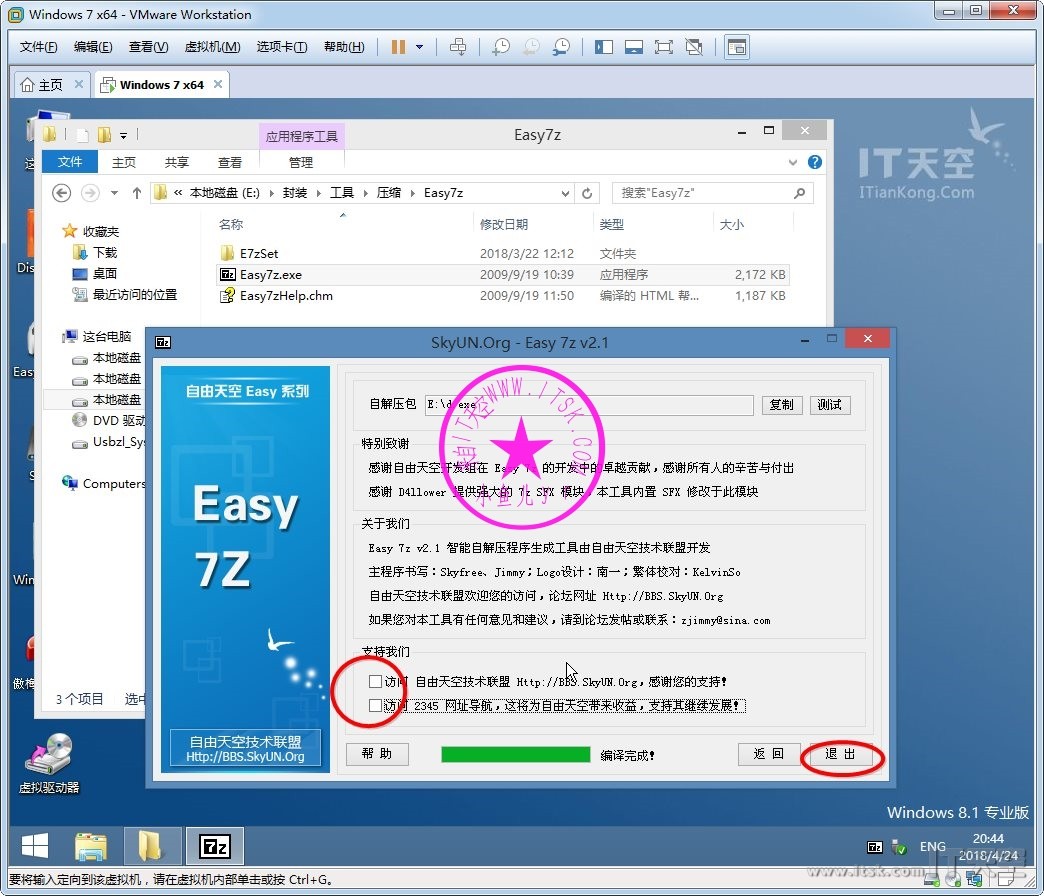 Windows 7 x64 - VMware Workstation
文件(F) 编辑(E) 查看(V) 虚拟机(M) 选项卡(T) 帮助(H)
主页 Windows 7 x64
应用程序工具 Easy7z
文件 主页 共享 查看 管理
« 本地磁盘 (E:) 封装 工具 压缩 Easy7z 搜索"Easy7z"
IT天空
ITianKong.Com
收藏夹
下载
桌面
最近访问的位置
这台电脑
本地磁盘
本地磁盘
本地磁盘
DVD 驱动
Usbzl_Sys
Computers
名称 修改日期 类型 大小
E7zSet 2018/3/22 12:12 文件夹
Easy7z.exe 2009/9/19 10:39 应用程序 2,172 KB
Easy7zHelp.chm 2009/9/19 11:50 编译的 HTML 帮... 1,187 KB
3 个项目 选中
SkyUN.Org - Easy 7z v2.1
自由天空 Easy 系列
Easy
7Z
自由天空技术联盟
Http://BBS.SkyUN.Org
自解压包 复制 测试
特别致谢
感谢自由天空开发组在 Easy 7z 的开发中的卓越贡献，感谢所有人的辛苦与付出
感谢 D4llower 提供强大的 7z SFX 模块，本工具内置 SFX 修改于此模块
关于我们
Easy 7z v2.1 智能自解压程序生成工具由自由天空技术联盟开发
主程序书写：Skyfree、Jimmy；Logo设计：南一；繁体校对：KelvinSo
自由天空技术联盟欢迎您的访问，论坛网址 Http://BBS.SkyUN.Org
如果您对本工具有任何意见和建议，请到论坛发帖或联系：zjimmy@sina.com
支持我们
访问 自由天空技术联盟 Http://BBS.SkyUN.Org，感谢您的支持！
访问 2345 网址导航，这将为自由天空带来收益，支持其继续发展！
帮 助 编译完成! 返 回 退 出
WWW.ITSK.COM
虚拟驱动器
Windows 8.1 专业版
ENG
20:44
2018/4/24
要将输入定向到该虚拟机，请在虚拟机内部单击或按 Ctrl+G。
www.itsk.com
IT天空